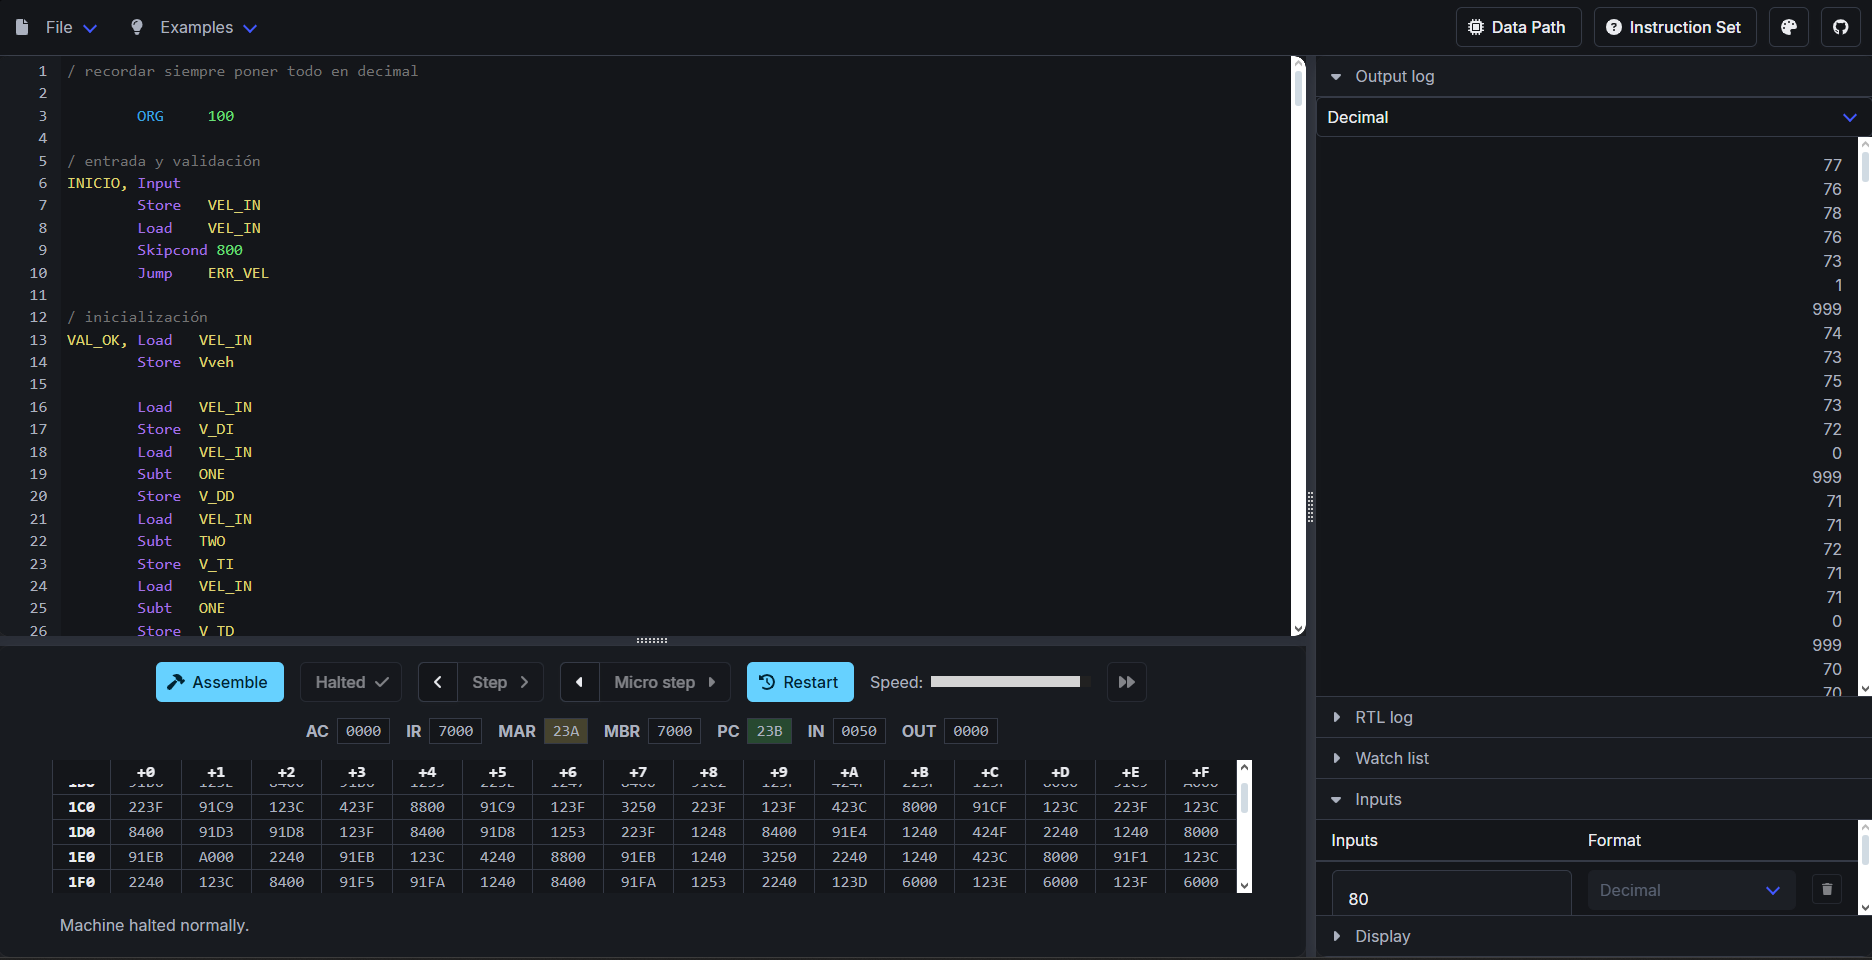 File Examples Data Path Instruction Set
1 / recordar siempre poner todo en decimal
2
3 ORG 100
4
5 / entrada y validación
6 INICIO, Input
7 Store VEL_IN
8 Load VEL_IN
9 Skipcond 800
10 Jump ERR_VEL
11
12 / inicialización
13 VAL_OK, Load VEL_IN
14 Store Vveh
15
16 Load VEL_IN
17 Store V_DI
18 Load VEL_IN
19 Subt ONE
20 Store V_DD
21 Load VEL_IN
22 Subt TWO
23 Store V_TI
24 Load VEL_IN
25 Subt ONE
26 Store V_TD
Assemble Halted Step Micro step Restart Speed:
AC 0000 IR 7000 MAR 23A MBR 7000 PC 23B IN 0050 OUT 0000
+0 +1 +2 +3 +4 +5 +6 +7 +8 +9 +A +B +C +D +E +F
1C0 223F 91C9 123C 423F 8800 91C9 123F 3250 223F 123F 423C 8000 91CF 123C 223F 123C
1D0 8400 91D3 91D8 123F 8400 91D8 1253 223F 1248 8400 91E4 1240 424F 2240 1240 8000
1E0 91EB A000 2240 91EB 123C 4240 8800 91EB 1240 3250 2240 1240 423C 8000 91F1 123C
1F0 2240 123C 8400 91F5 91FA 1240 8400 91FA 1253 2240 123D 6000 123E 6000 123F 6000
Machine halted normally.
Output log
Decimal
77
76
78
76
73
1
999
74
73
75
73
72
0
999
71
71
72
71
71
0
999
70
70
RTL log
Watch list
Inputs
Inputs Format
80 Decimal
Display